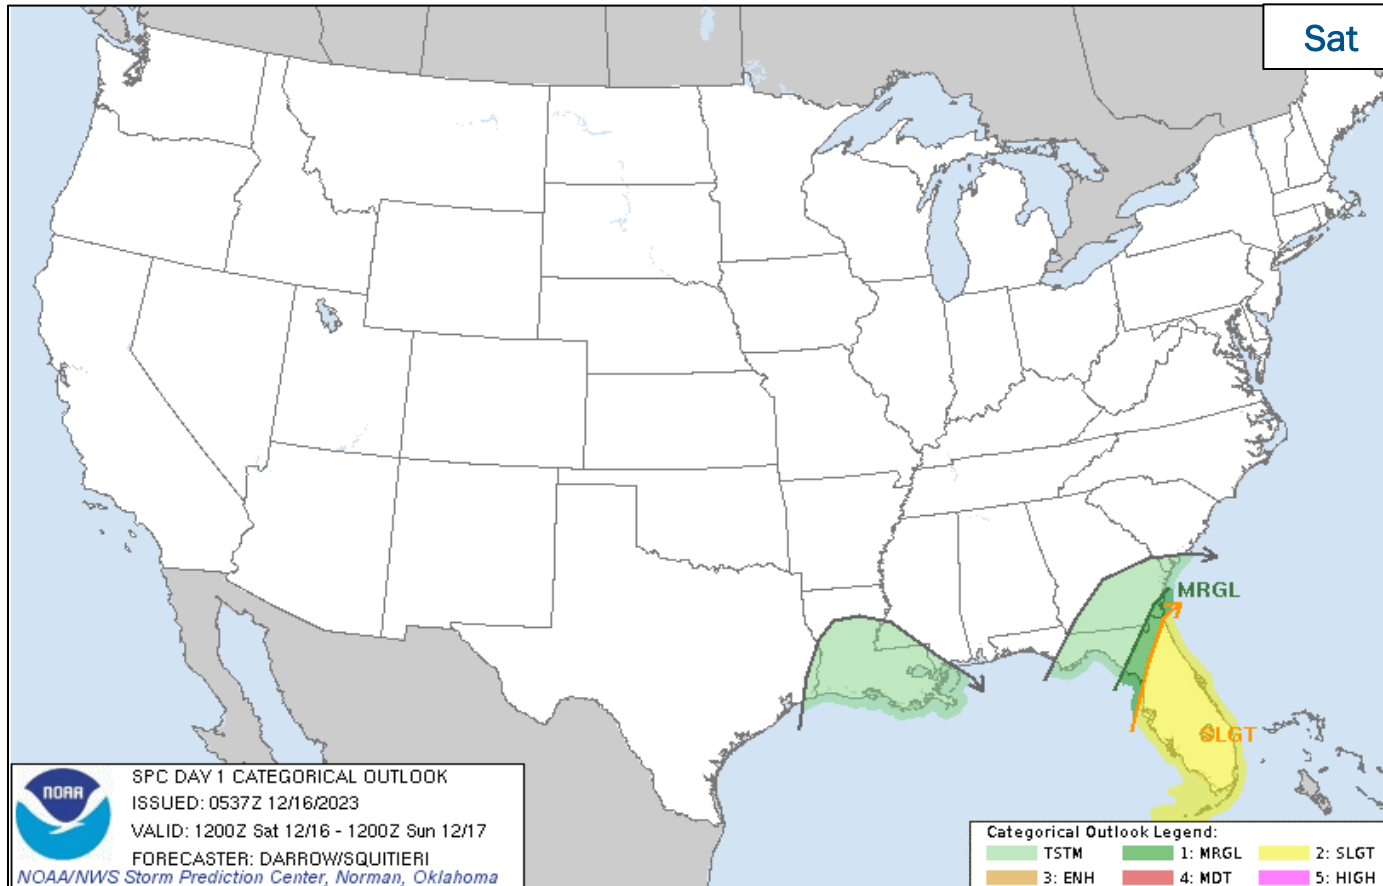 Sat
MRGL
SLGT
NOAA
SPC DAY 1 CATEGORICAL OUTLOOK
ISSUED: 0537Z 12/16/2023
VALID: 1200Z Sat 12/16 - 1200Z Sun 12/17
FORECASTER: DARROW/SQUITIERI
NOAA/NWS Storm Prediction Center, Norman, Oklahoma
Categorical Outlook Legend:
TSTM 1: MRGL 2: SLGT
3: ENH 4: MDT 5: HIGH